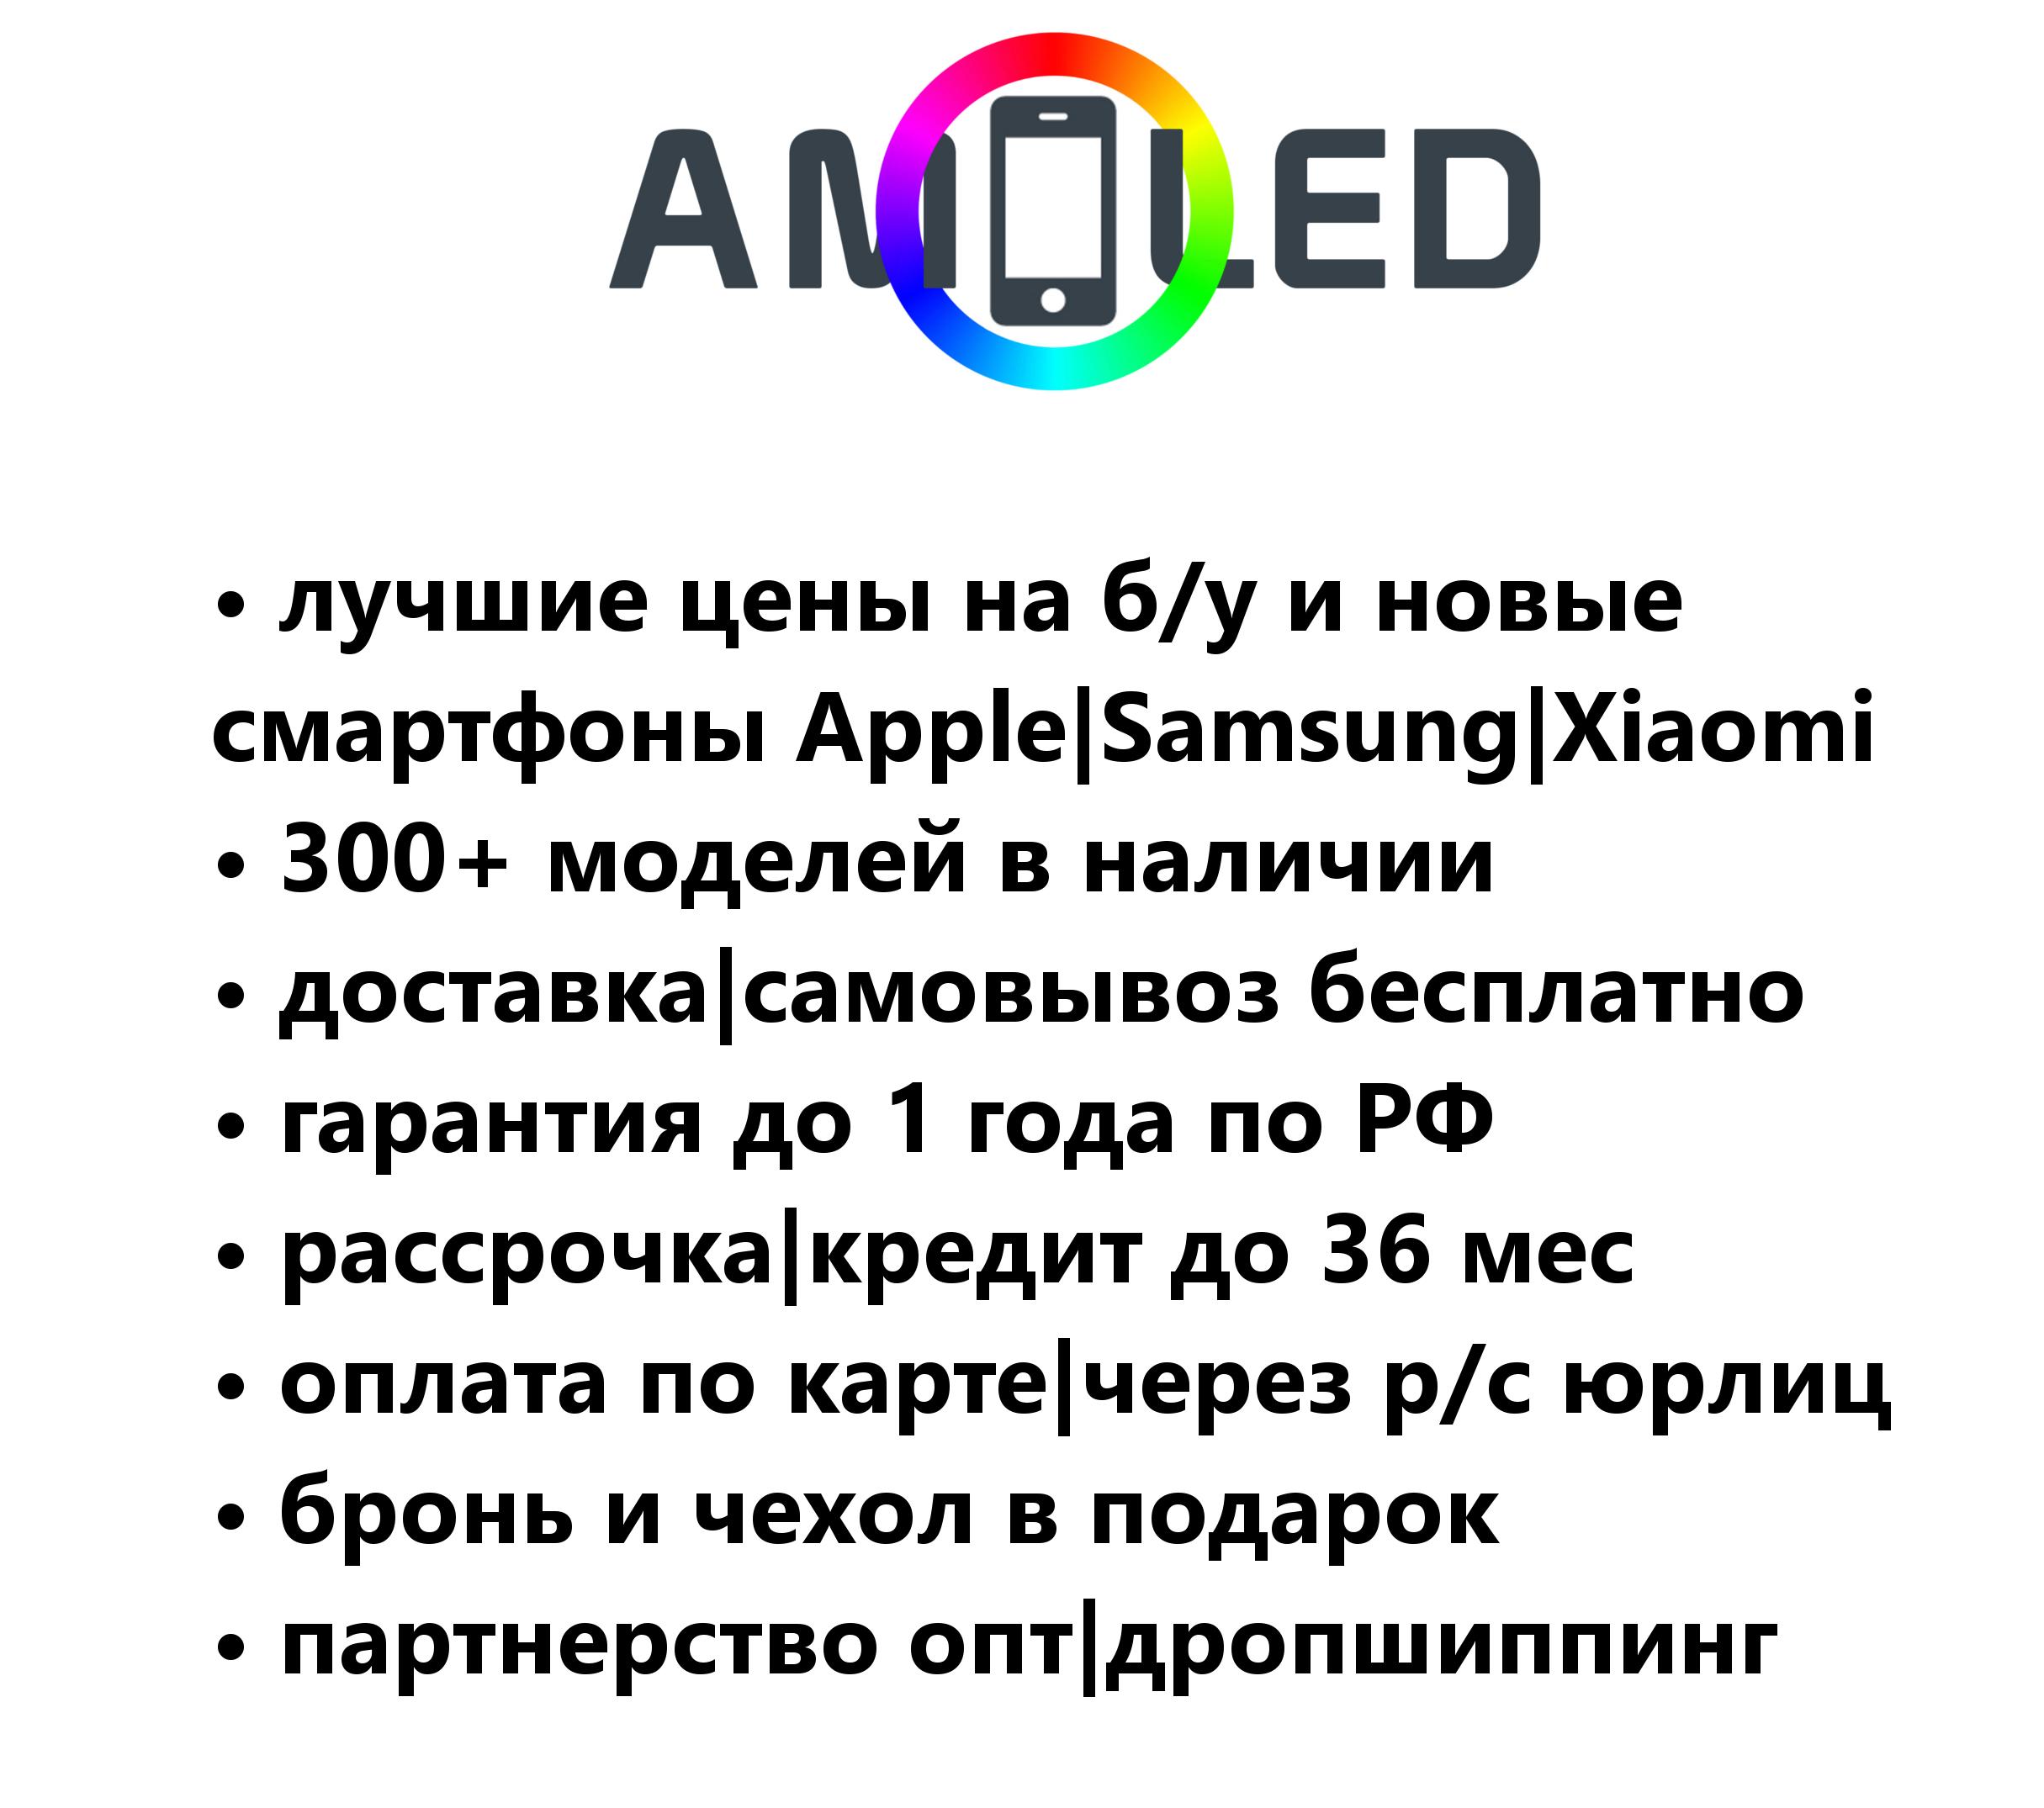 AMOLED
• лучшие цены на б/у и новые
смартфоны Apple|Samsung|Xiaomi
• 300+ моделей в наличии
• доставка|самовывоз бесплатно
• гарантия до 1 года по РФ
• рассрочка|кредит до 36 мес
• оплата по карте|через р/с юрлиц
• бронь и чехол в подарок
• партнерство опт|дропшиппинг